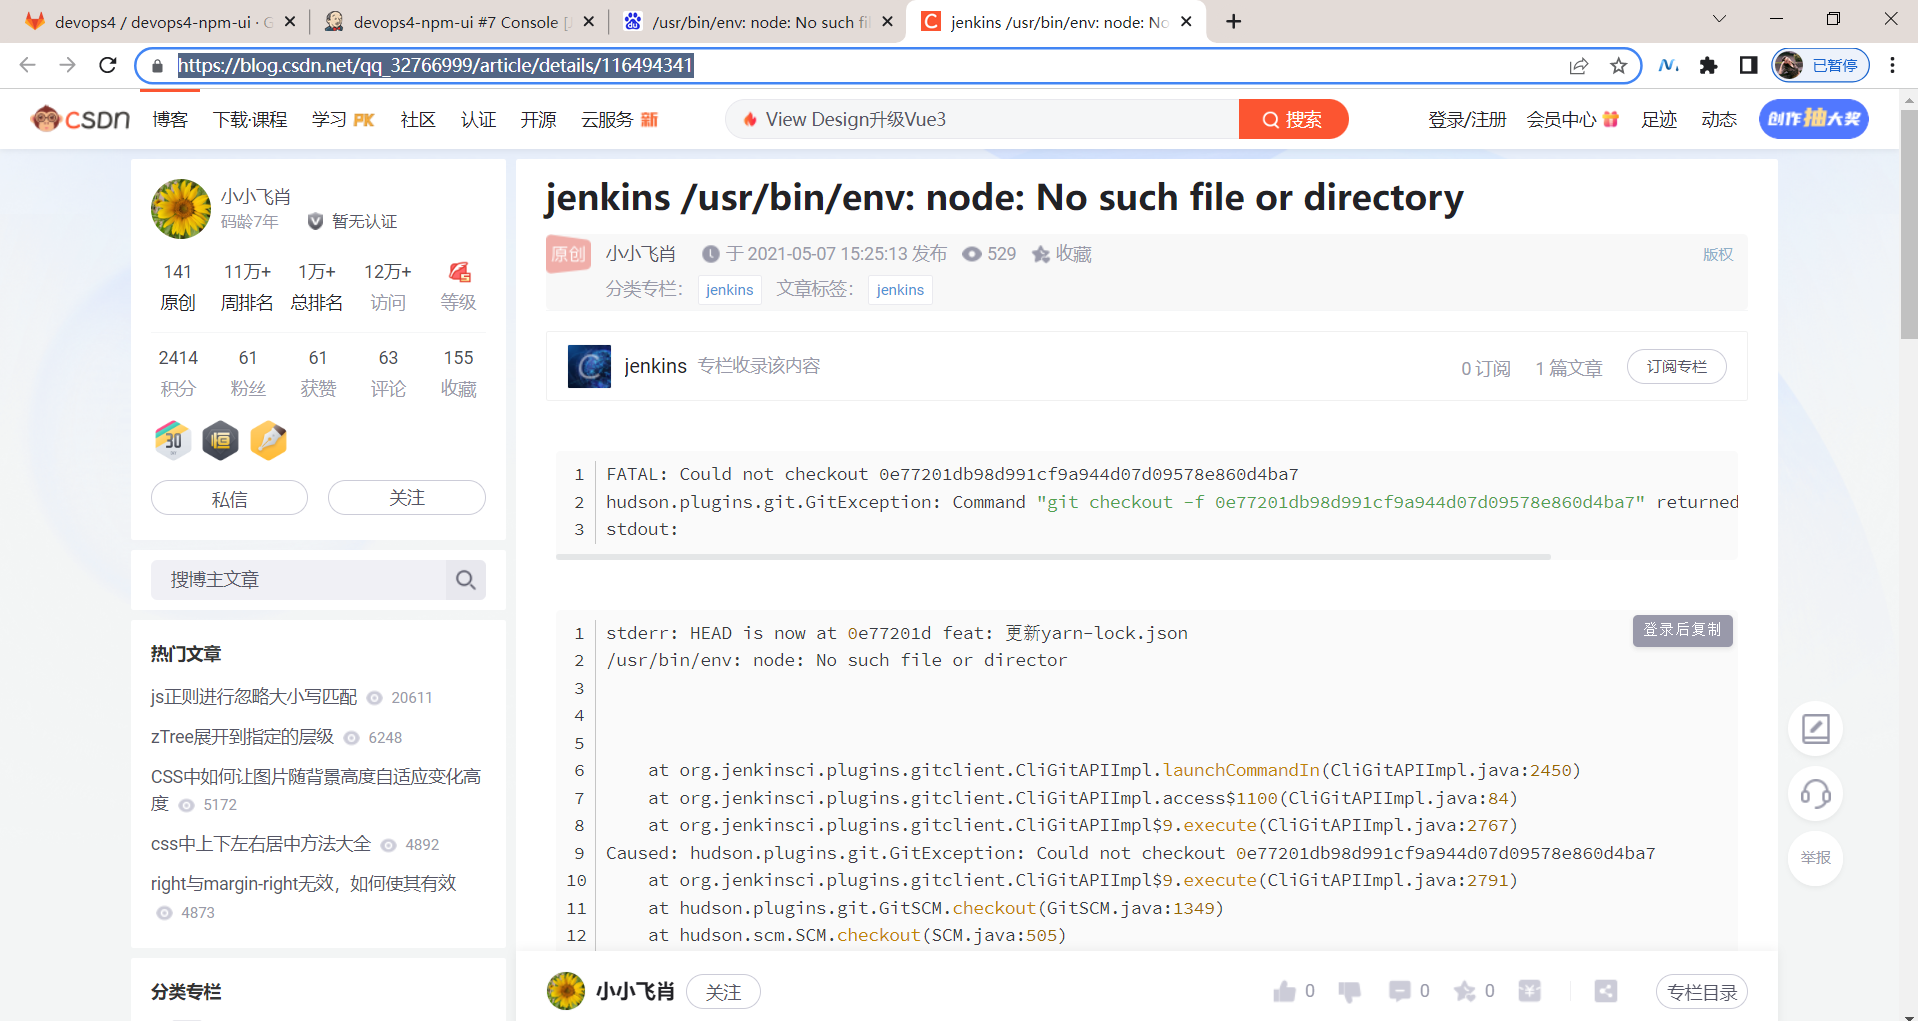 devops4 / devops4-npm-ui · G
devops4-npm-ui #7 Console [J
/usr/bin/env: node: No such fil
jenkins /usr/bin/env: node: No
https://blog.csdn.net/qq_32766999/article/details/116494341
已暂停
CSDN 博客 下载·课程 学习 PK 社区 认证 开源 云服务 新
View Design升级Vue3 搜索
登录/注册 会员中心 足迹 动态 创作抽大奖
小小飞肖
码龄7年 暂无认证
141 11万+ 1万+ 12万+
原创 周排名 总排名 访问 等级
2414 61 61 63 155
积分 粉丝 获赞 评论 收藏
30 恒
私信 关注
搜博主文章
热门文章
js正则进行忽略大小写匹配 20611
zTree展开到指定的层级 6248
CSS中如何让图片随背景高度自适应变化高
度 5172
css中上下左右居中方法大全 4892
right与margin-right无效，如何使其有效
4873
分类专栏
jenkins /usr/bin/env: node: No such file or directory
原创 小小飞肖 于 2021-05-07 15:25:13 发布 529 收藏 版权
分类专栏： jenkins 文章标签： jenkins
jenkins 专栏收录该内容 0 订阅 1 篇文章 订阅专栏
1 FATAL: Could not checkout 0e77201db98d991cf9a944d07d09578e860d4ba7
2 hudson.plugins.git.GitException: Command "git checkout -f 0e77201db98d991cf9a944d07d09578e860d4ba7" returned
3 stdout:
登录后复制
1 stderr: HEAD is now at 0e77201d feat: 更新yarn-lock.json
2 /usr/bin/env: node: No such file or director
3
4
5
6 at org.jenkinsci.plugins.gitclient.CliGitAPIImpl.launchCommandIn(CliGitAPIImpl.java:2450)
7 at org.jenkinsci.plugins.gitclient.CliGitAPIImpl.access$1100(CliGitAPIImpl.java:84)
8 at org.jenkinsci.plugins.gitclient.CliGitAPIImpl$9.execute(CliGitAPIImpl.java:2767)
9 Caused: hudson.plugins.git.GitException: Could not checkout 0e77201db98d991cf9a944d07d09578e860d4ba7
10 at org.jenkinsci.plugins.gitclient.CliGitAPIImpl$9.execute(CliGitAPIImpl.java:2791)
11 at hudson.plugins.git.GitSCM.checkout(GitSCM.java:1349)
12 at hudson.scm.SCM.checkout(SCM.java:505)
举报
小小飞肖 关注 0 0 0 专栏目录